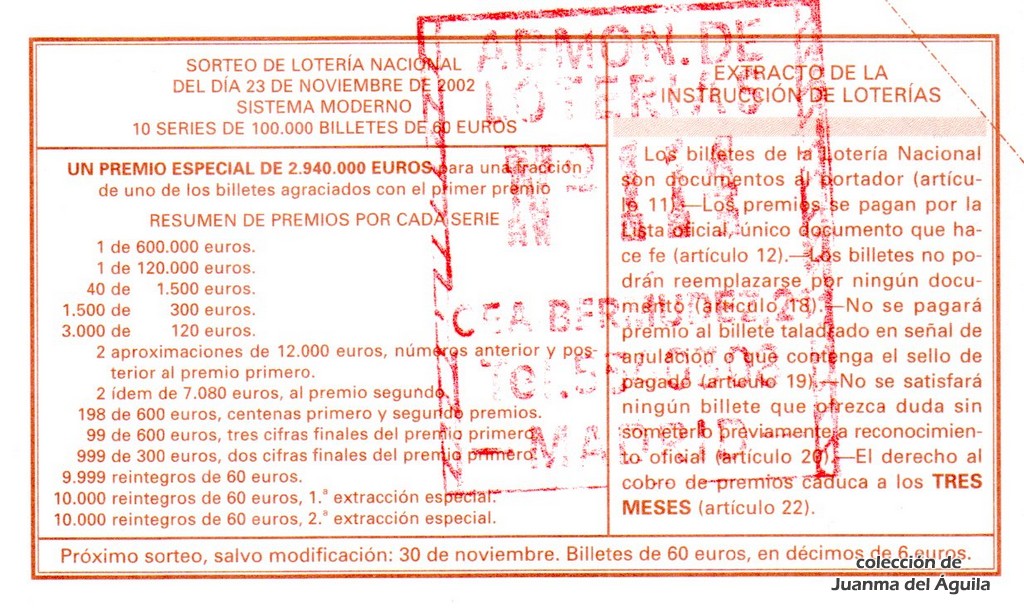 SORTEO DE LOTERÍA NACIONAL
DEL DÍA 23 DE NOVIEMBRE DE 2002
SISTEMA MODERNO
10 SERIES DE 100.000 BILLETES DE 60 EUROS
UN PREMIO ESPECIAL DE 2.940.000 EUROS para una fracción
de uno de los billetes agraciados con el primer premio
RESUMEN DE PREMIOS POR CADA SERIE
1 de 600.000 euros.
1 de 120.000 euros.
40 de 1.500 euros.
1.500 de 300 euros.
3.000 de 120 euros.
2 aproximaciones de 12.000 euros, números anterior y pos-
terior al premio primero.
2 ídem de 7.080 euros, al premio segundo.
198 de 600 euros, centenas primero y segundo premios.
99 de 600 euros, tres cifras finales del premio primero.
999 de 300 euros, dos cifras finales del premio primero.
9.999 reintegros de 60 euros.
10.000 reintegros de 60 euros, 1.ª extracción especial.
10.000 reintegros de 60 euros, 2.ª extracción especial.
EXTRACTO DE LA
INSTRUCCIÓN DE LOTERÍAS
Los billetes de la Lotería Nacional
son documentos al portador (artícu-
lo 11).—Los premios se pagan por la
Lista oficial, único documento que ha-
ce fe (artículo 12).—Los billetes no po-
drán reemplazarse por ningún docu-
mento (artículo 18).—No se pagará
premio al billete taladrado en señal de
anulación o que contenga el sello de
pagado (artículo 19).—No se satisfará
ningún billete que ofrezca duda sin
someterlo previamente a reconocimien-
to oficial (artículo 20).—El derecho al
cobro de premios caduca a los TRES
MESES (artículo 22).
Próximo sorteo, salvo modificación: 30 de noviembre. Billetes de 60 euros, en décimos de 6 euros.
ADMON. DE
LOTERIAS
MADRID
colección de
Juanma del Águila